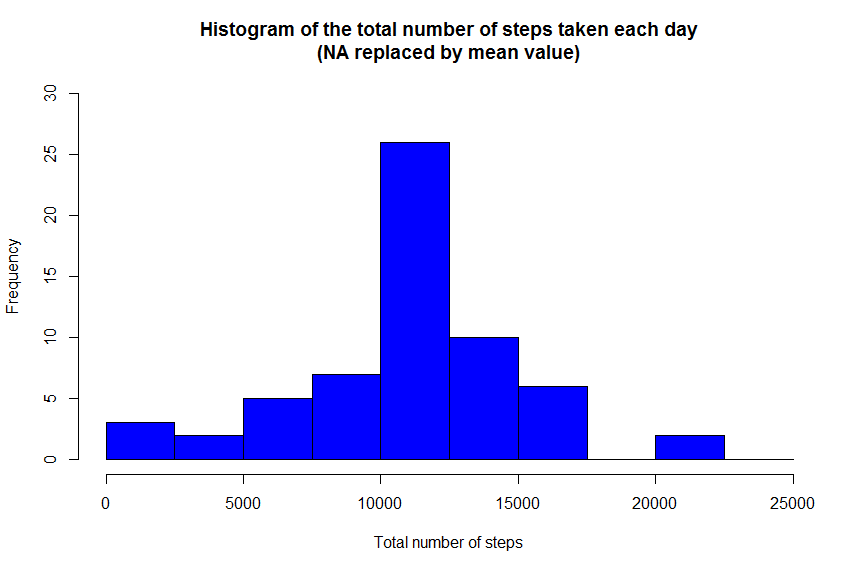 Histogram of the total number of steps taken each day
(NA replaced by mean value)
Frequency
30
25
20
15
10
5
0
0 5000 10000 15000 20000 25000
Total number of steps